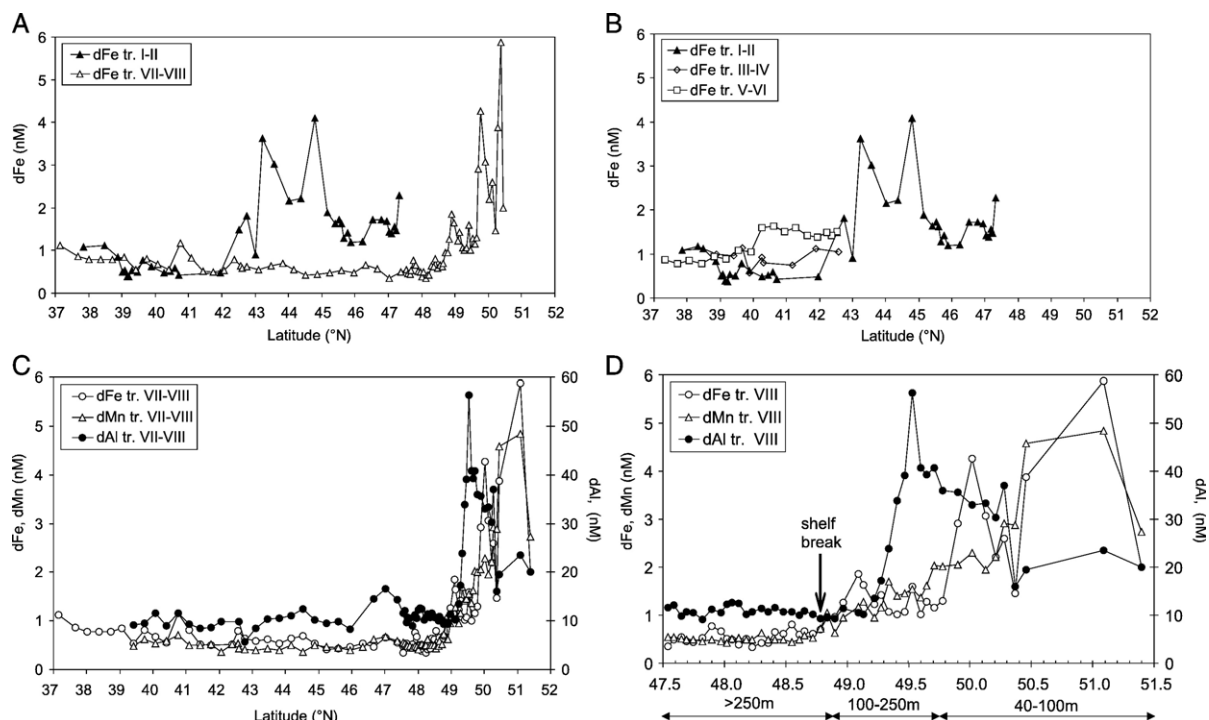 A
dFe tr. I-II
dFe tr. VII-VIII
dFe (nM)
6
5
4
3
2
1
0
37 38 39 40 41 42 43 44 45 46 47 48 49 50 51 52
Latitude (°N)
B
dFe tr. I-II
dFe tr. III-IV
dFe tr. V-VI
dFe (nM)
6
5
4
3
2
1
0
37 38 39 40 41 42 43 44 45 46 47 48 49 50 51 52
Latitude (°N)
C
dFe tr. VII-VIII
dMn tr. VII-VIII
dAl tr. VII-VIII
dFe, dMn (nM)
6
5
4
3
2
1
0
60
50
40
30
20
10
0
dAl, (nM)
37 38 39 40 41 42 43 44 45 46 47 48 49 50 51 52
Latitude (°N)
D
dFe tr. VIII
dMn tr. VIII
dAl tr. VIII
shelf
break
dFe, dMn (nM)
6
5
4
3
2
1
0
60
50
40
30
20
10
0
dAl, (nM)
47.5 48.0 48.5 49.0 49.5 50.0 50.5 51.0 51.5
>250m 100-250m 40-100m